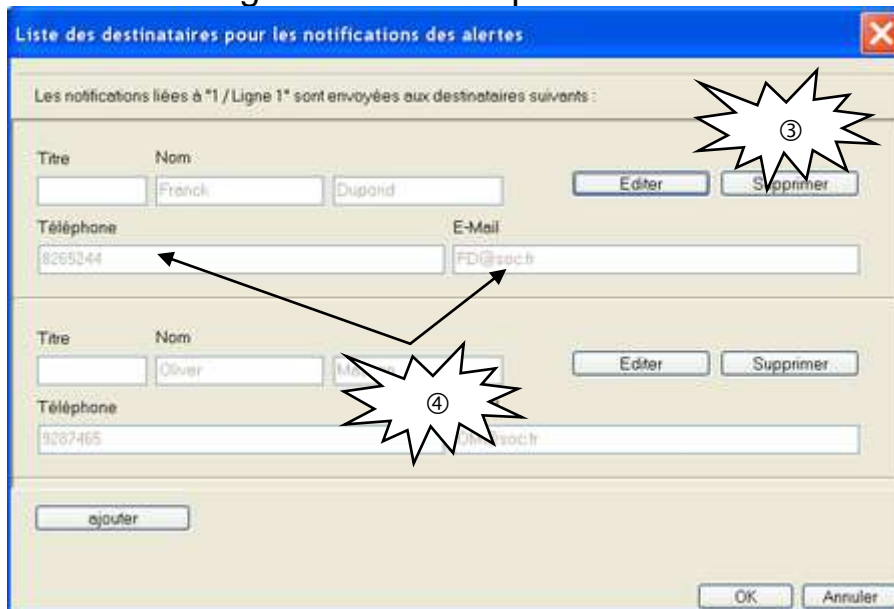 Liste des destinataires pour les notifications des alertes
Les notifications liées à "1 / Ligne 1" sont envoyées aux destinataires suivants :
③
Titre Nom
Franck Dupond Editer Supprimer
Téléphone E-Mail
8265244 FD@soc.fr
Titre Nom
Oliver Editer Supprimer
④
Téléphone
9287465 @soc.fr
ajouter
OK Annuler